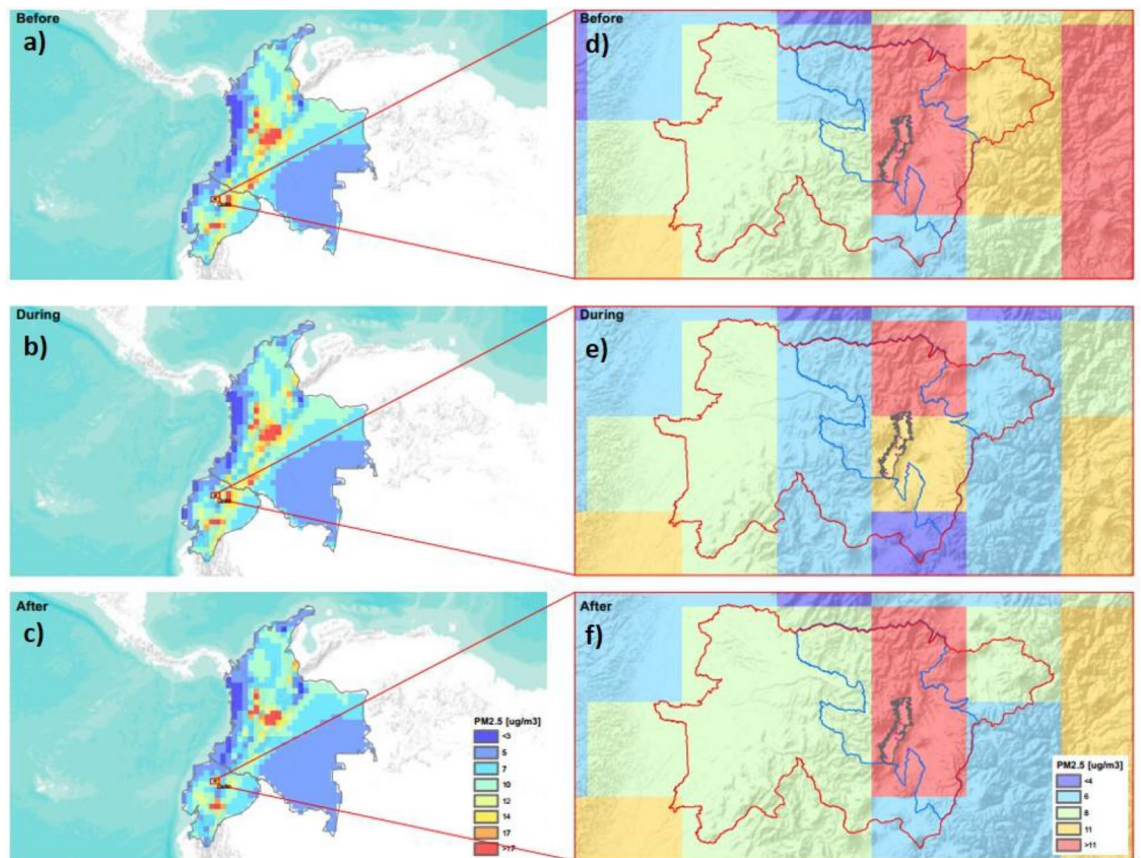 Before
a)
Before
d)
During
b)
During
e)
After
c)
PM2.5 [ug/m3]
<3
5
7
10
12
14
17
>17
After
f)
PM2.5 [ug/m3]
<4
6
8
11
>11